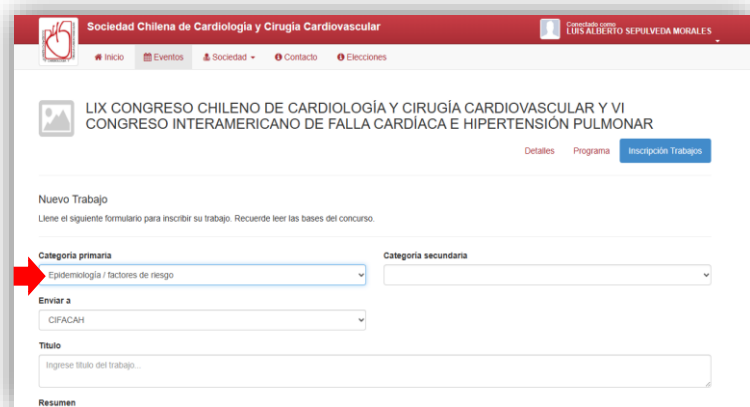 Sociedad Chilena de Cardiología y Cirugía Cardiovascular
Conectado como
LUIS ALBERTO SEPULVEDA MORALES
Inicio Eventos Sociedad Contacto Elecciones
LIX CONGRESO CHILENO DE CARDIOLOGÍA Y CIRUGÍA CARDIOVASCULAR Y VI
CONGRESO INTERAMERICANO DE FALLA CARDÍACA E HIPERTENSIÓN PULMONAR
Detalles Programa Inscripción Trabajos
Nuevo Trabajo
Llene el siguiente formulario para inscribir su trabajo. Recuerde leer las bases del concurso.
Categoría primaria Categoría secundaria
Epidemiología / factores de riesgo
Enviar a
CIFACAH
Titulo
Ingrese titulo del trabajo...
Resumen